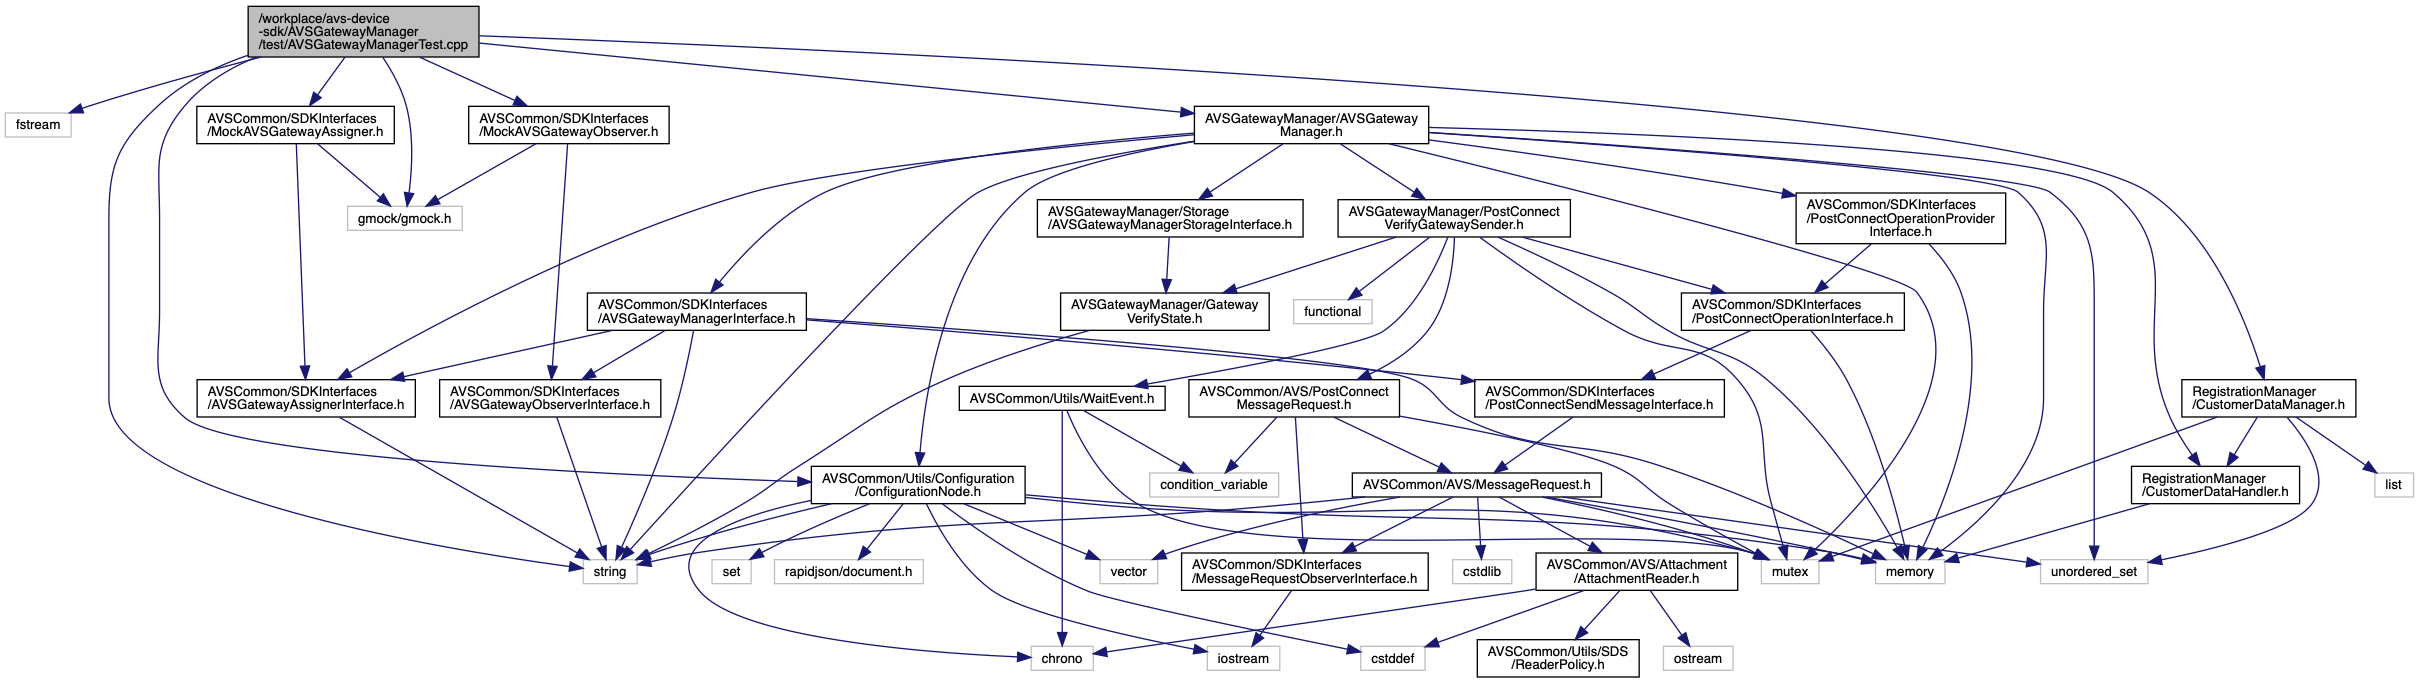 /workplace/avs-device
-sdk/AVSGatewayManager
/test/AVSGatewayManagerTest.cpp
fstream
AVSCommon/SDKInterfaces
/MockAVSGatewayAssigner.h
AVSCommon/SDKInterfaces
/MockAVSGatewayObserver.h
AVSGatewayManager/AVSGateway
Manager.h
gmock/gmock.h
AVSGatewayManager/Storage
/AVSGatewayManagerStorageInterface.h
AVSGatewayManager/PostConnect
VerifyGatewaySender.h
AVSCommon/SDKInterfaces
/PostConnectOperationProvider
Interface.h
AVSCommon/SDKInterfaces
/AVSGatewayManagerInterface.h
AVSGatewayManager/Gateway
VerifyState.h
functional
AVSCommon/SDKInterfaces
/PostConnectOperationInterface.h
AVSCommon/SDKInterfaces
/AVSGatewayAssignerInterface.h
AVSCommon/SDKInterfaces
/AVSGatewayObserverInterface.h
AVSCommon/Utils/WaitEvent.h
AVSCommon/AVS/PostConnect
MessageRequest.h
AVSCommon/SDKInterfaces
/PostConnectSendMessageInterface.h
RegistrationManager
/CustomerDataManager.h
AVSCommon/Utils/Configuration
/ConfigurationNode.h
condition_variable
AVSCommon/AVS/MessageRequest.h
RegistrationManager
/CustomerDataHandler.h
list
string
set
rapidjson/document.h
vector
AVSCommon/SDKInterfaces
/MessageRequestObserverInterface.h
cstdlib
AVSCommon/AVS/Attachment
/AttachmentReader.h
mutex
memory
unordered_set
chrono
iostream
cstddef
AVSCommon/Utils/SDS
/ReaderPolicy.h
ostream